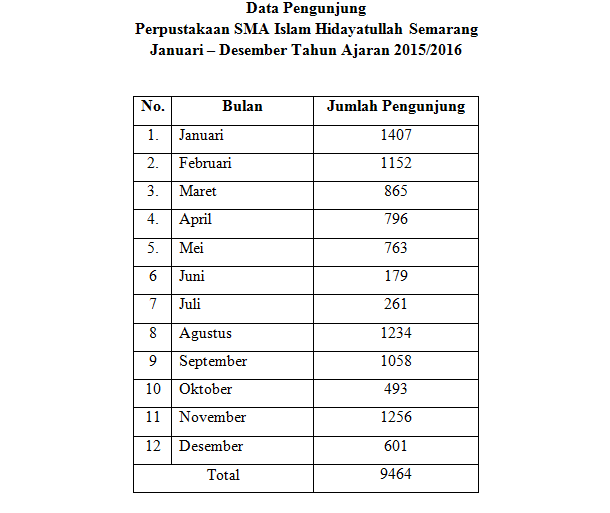 Data Pengunjung
Perpustakaan SMA Islam Hidayatullah Semarang
Januari – Desember Tahun Ajaran 2015/2016
No. Bulan Jumlah Pengunjung
1. Januari 1407
2. Februari 1152
3. Maret 865
4. April 796
5. Mei 763
6 Juni 179
7 Juli 261
8 Agustus 1234
9 September 1058
10 Oktober 493
11 November 1256
12 Desember 601
Total 9464